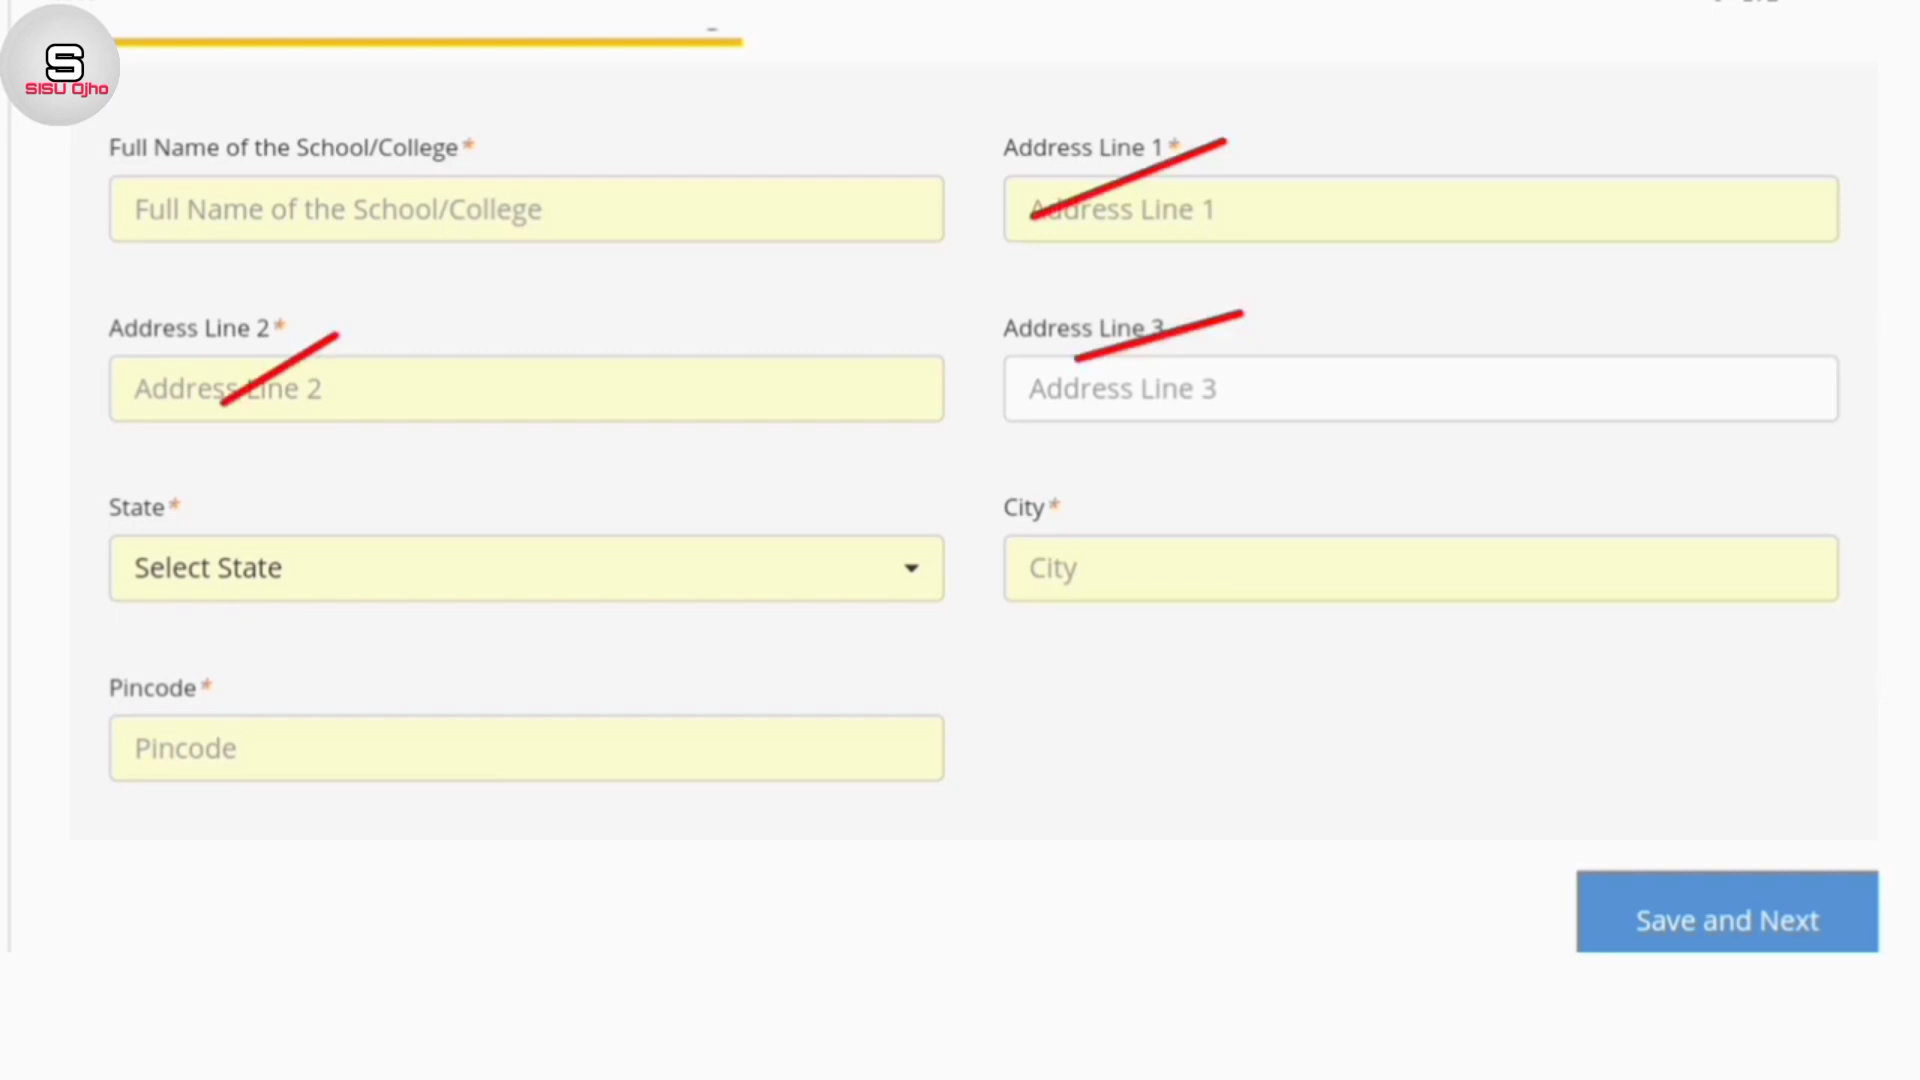 S
SISU Ojho
Full Name of the School/College*
Address Line 1*
Full Name of the School/College
Address Line 1
Address Line 2*
Address Line 3
Address Line 2
Address Line 3
State*
City*
Select State
City
Pincode*
Pincode
Save and Next